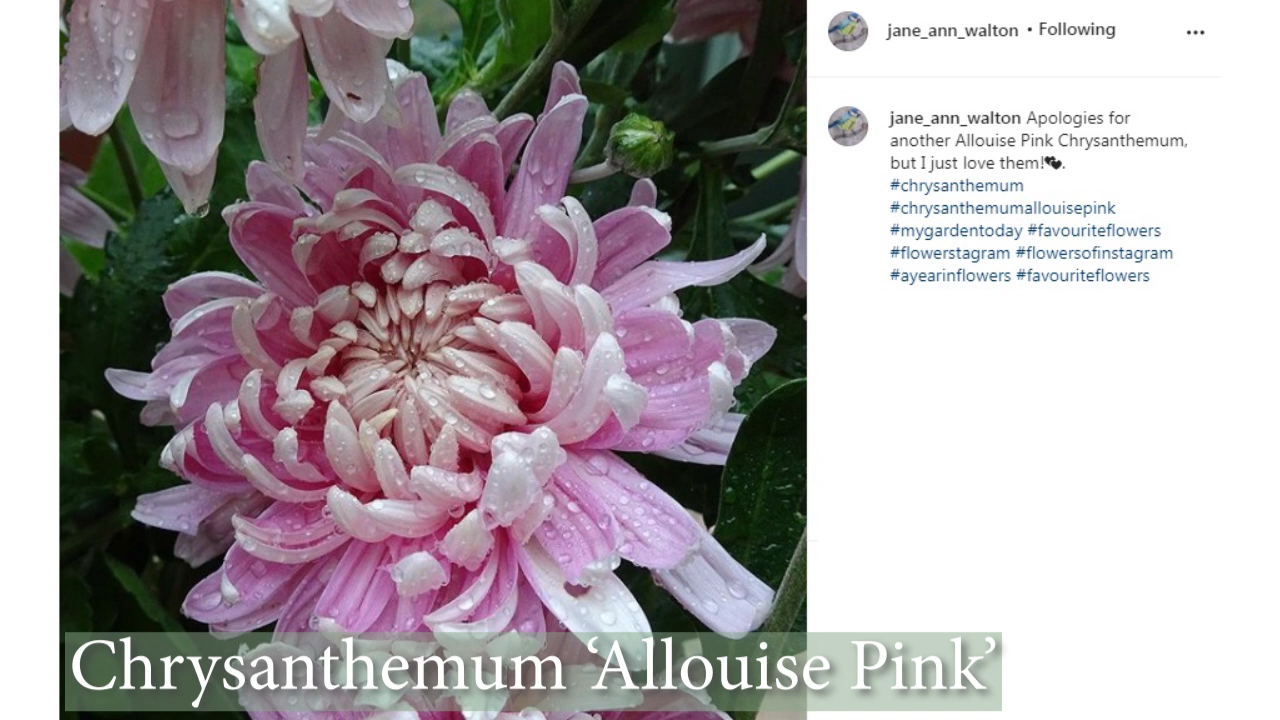 jane_ann_walton • Following
jane_ann_walton Apologies for
another Allouise Pink Chrysanthemum,
but I just love them!💕.
#chrysanthemum
#chrysanthemumallouisepink
#mygardentoday #favouriteflowers
#flowerstagram #flowersofinstagram
#ayearinflowers #favouriteflowers
Chrysanthemum ‘Allouise Pink’